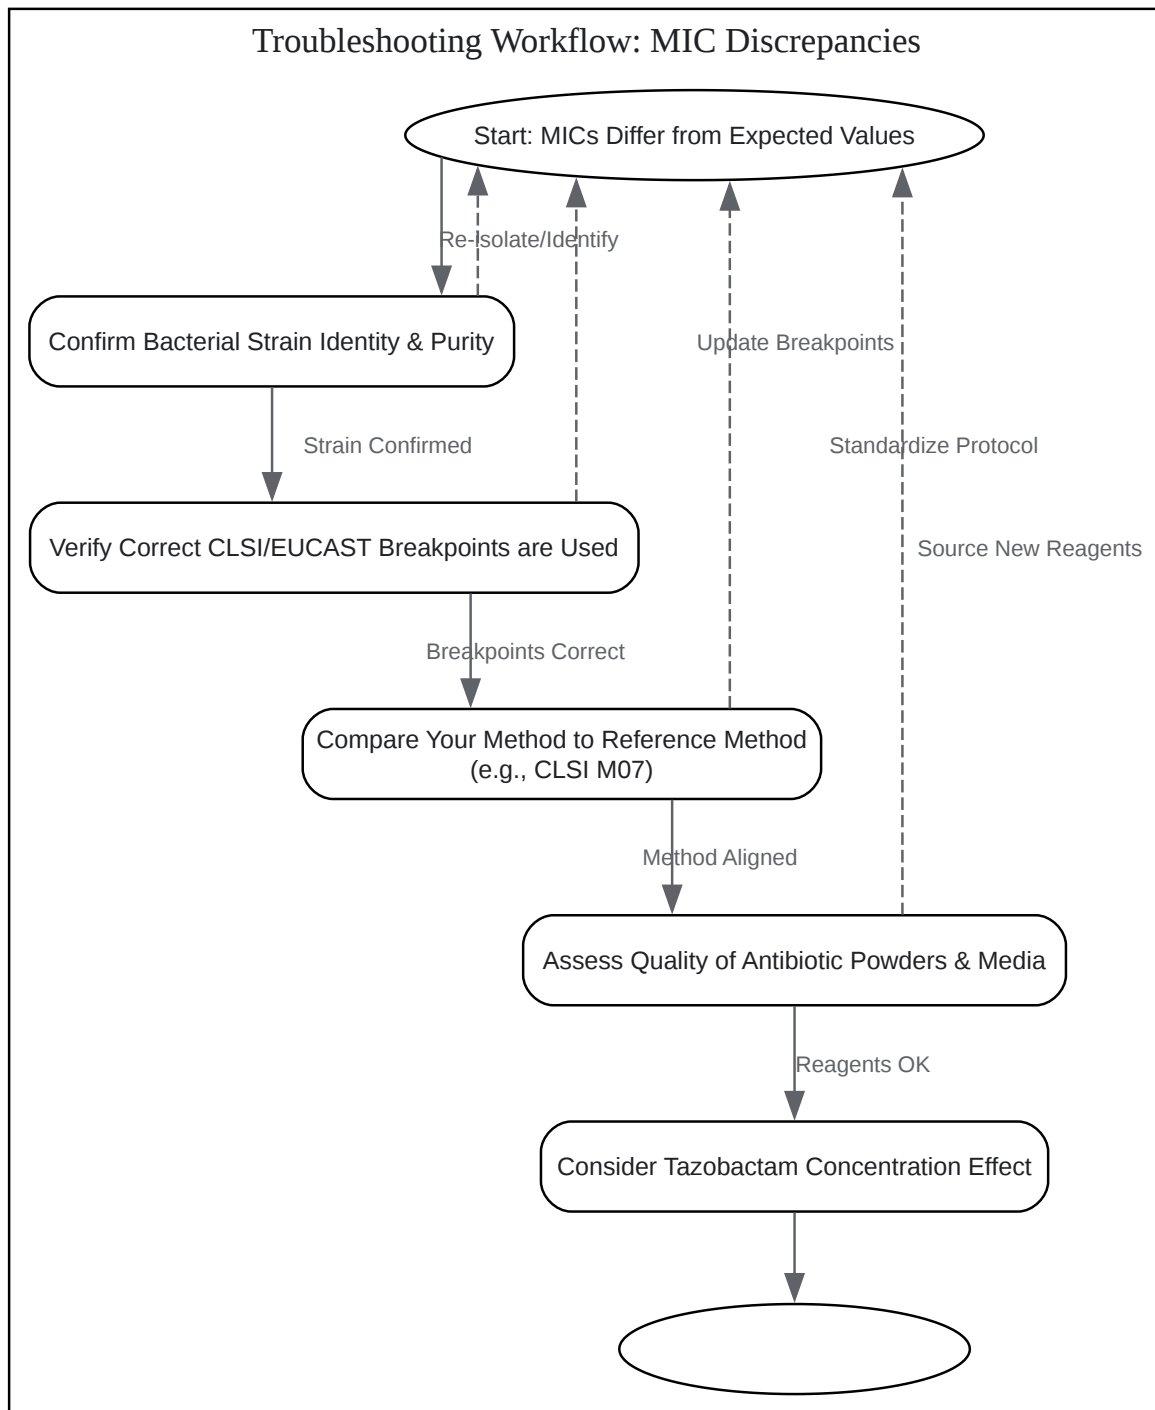 Troubleshooting Workflow: MIC Discrepancies
Start: MICs Differ from Expected Values
Re-Isolate/Identify
Confirm Bacterial Strain Identity & Purity
Update Breakpoints
Strain Confirmed
Standardize Protocol
Verify Correct CLSI/EUCAST Breakpoints are Used
Source New Reagents
Breakpoints Correct
Compare Your Method to Reference Method
(e.g., CLSI M07)
Method Aligned
Assess Quality of Antibiotic Powders & Media
Reagents OK
Consider Tazobactam Concentration Effect